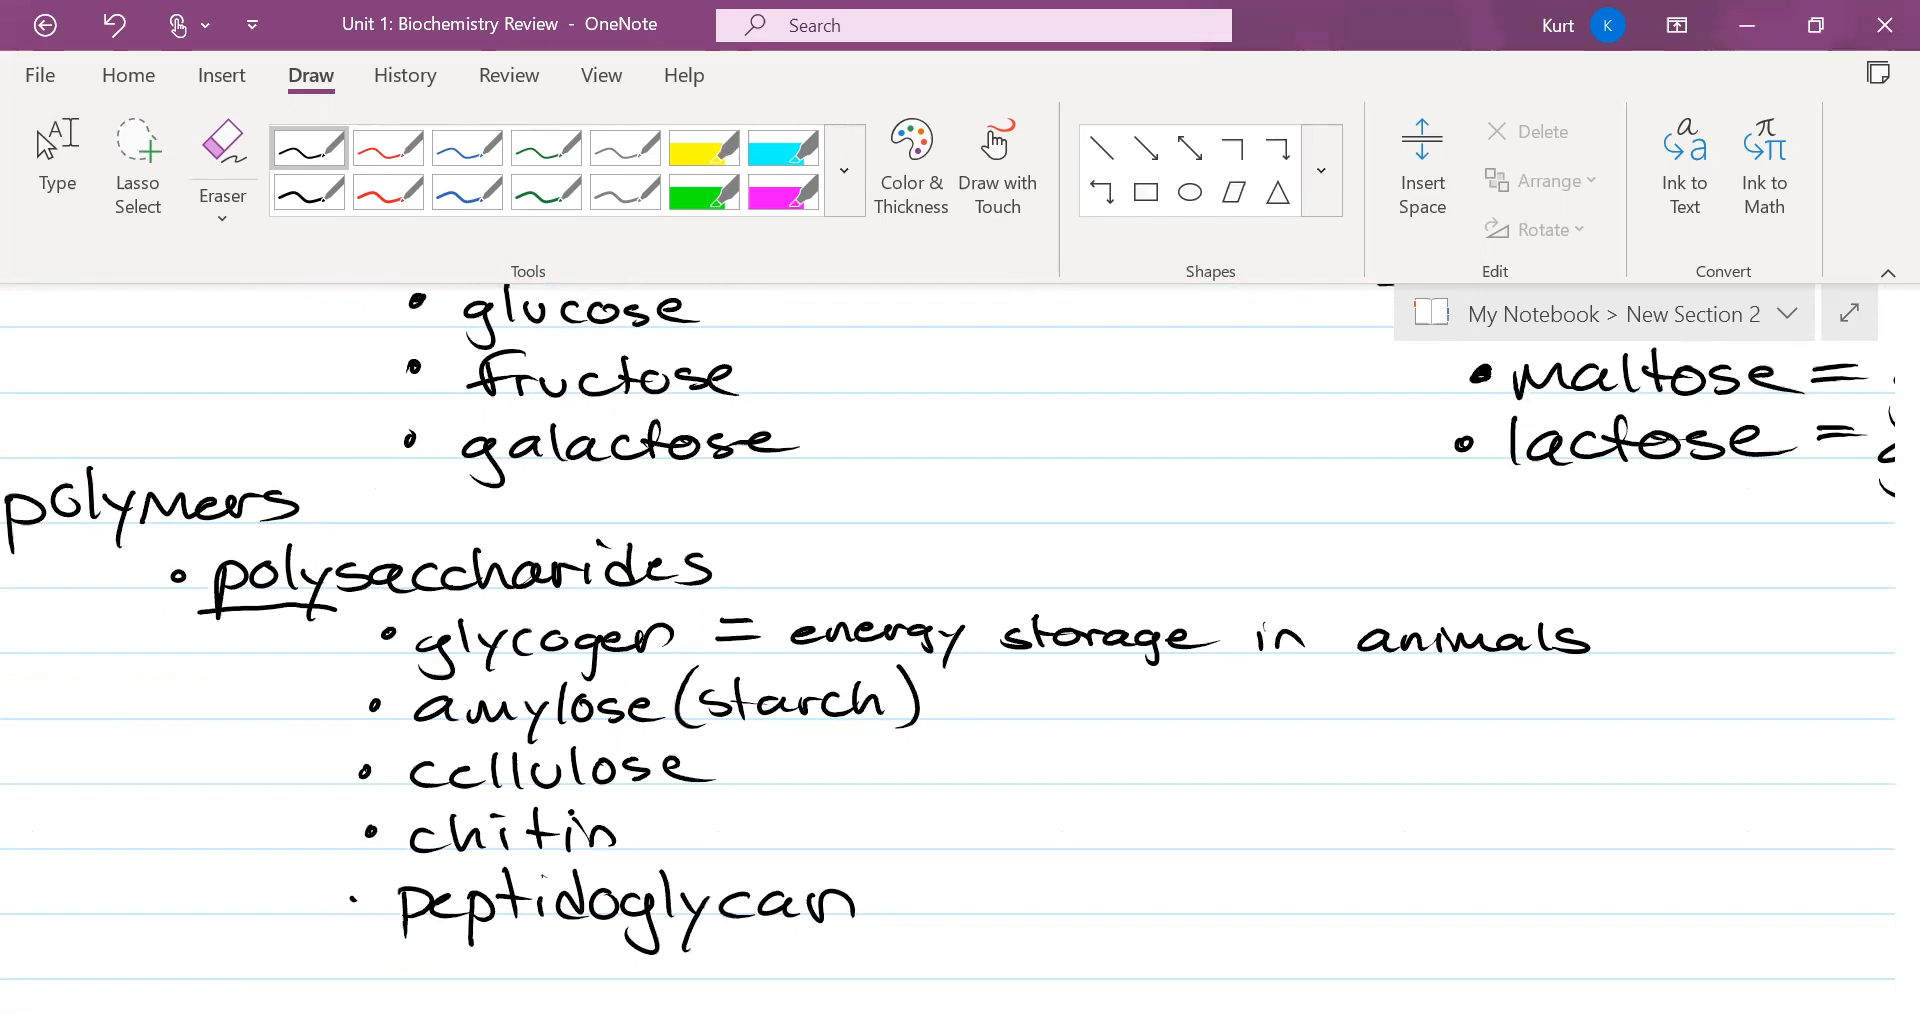 Unit 1: Biochemistry Review - OneNote
Search
Kurt K
File Home Insert Draw History Review View Help
Type
Lasso Select
Eraser
Color & Thickness
Draw with Touch
Insert Space
Delete
Arrange
Rotate
Ink to Text
Ink to Math
Tools
Shapes
Edit
Convert
My Notebook > New Section 2
• glucose
• fructose
• galactose
• maltose =
• lactose =
polymers
• polysaccharides
• glycogen = energy storage in animals
• amylose (starch)
• cellulose
• chitin
• peptidoglycan